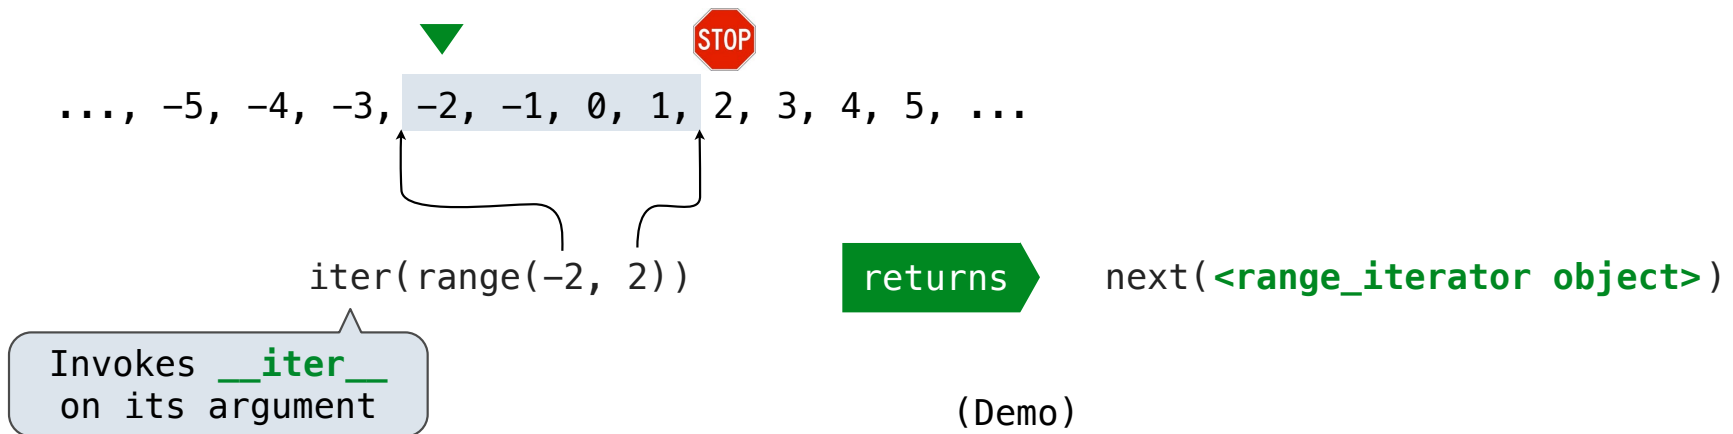 STOP
..., −5, −4, −3, −2, −1, 0, 1, 2, 3, 4, 5, ...
iter(range(−2, 2)) returns next(<range_iterator object>)
Invokes __iter__
on its argument
(Demo)